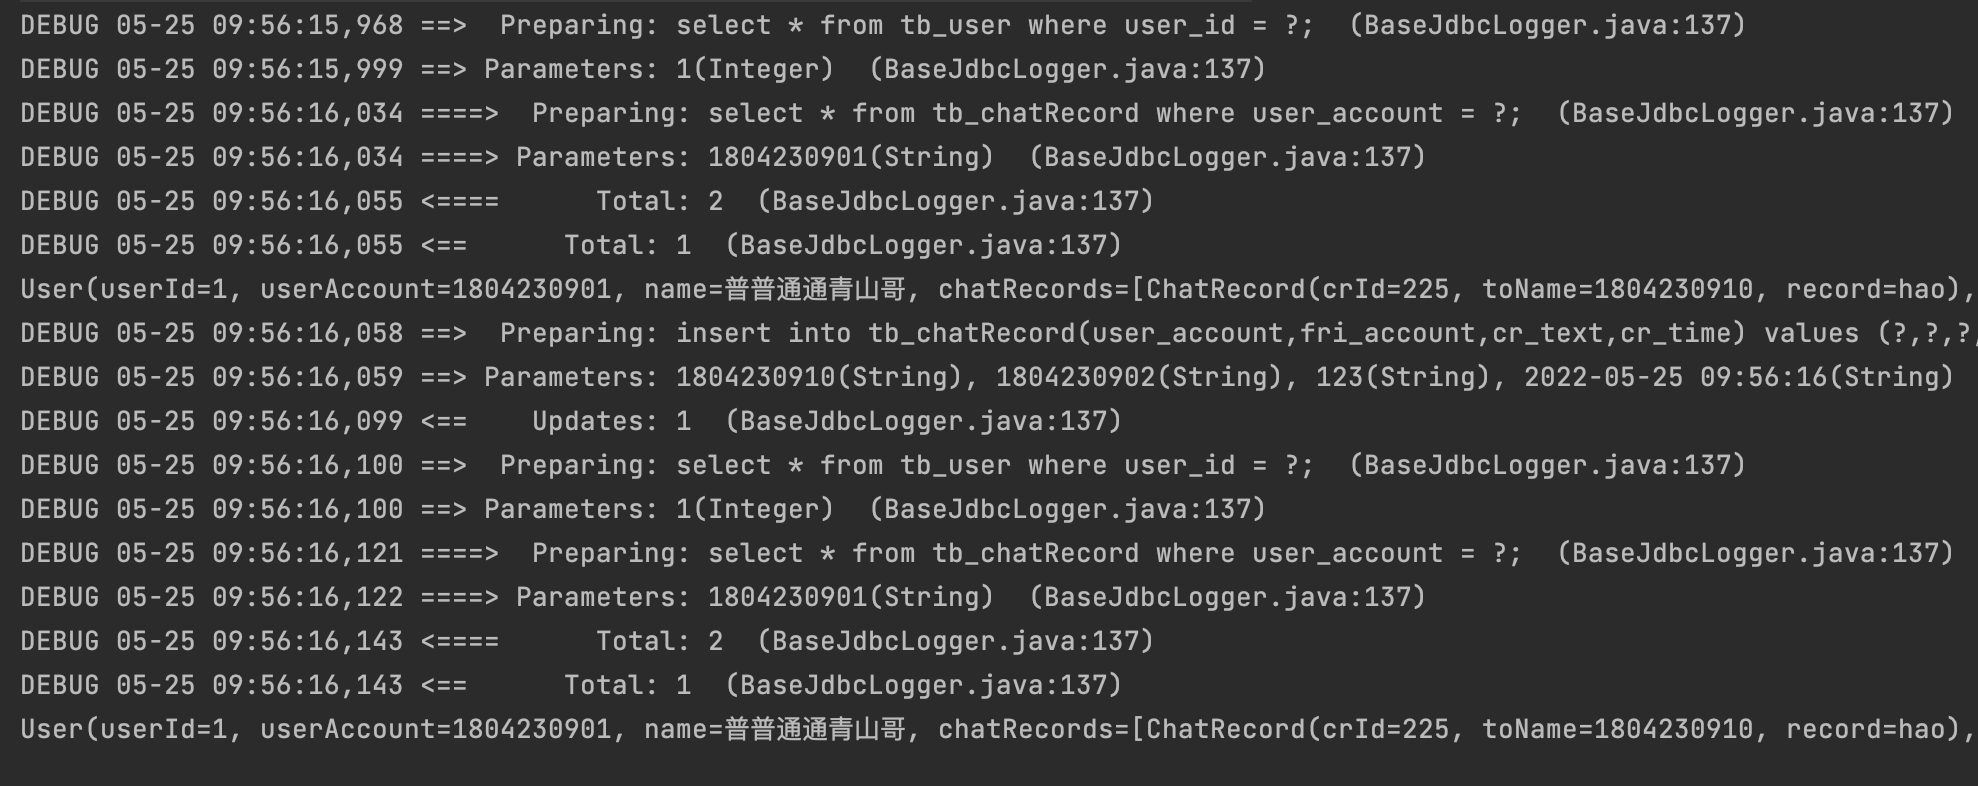 DEBUG 05-25 09:56:15,968 ==>  Preparing: select * from tb_user where user_id = ?;  (BaseJdbcLogger.java:137)
DEBUG 05-25 09:56:15,999 ==> Parameters: 1(Integer)  (BaseJdbcLogger.java:137)
DEBUG 05-25 09:56:16,034 ====>  Preparing: select * from tb_chatRecord where user_account = ?;  (BaseJdbcLogger.java:137)
DEBUG 05-25 09:56:16,034 ====> Parameters: 1804230901(String)  (BaseJdbcLogger.java:137)
DEBUG 05-25 09:56:16,055 <====      Total: 2  (BaseJdbcLogger.java:137)
DEBUG 05-25 09:56:16,055 <==      Total: 1  (BaseJdbcLogger.java:137)
User(userId=1, userAccount=1804230901, name=普普通通青山哥, chatRecords=[ChatRecord(crId=225, toName=1804230910, record=hao),
DEBUG 05-25 09:56:16,058 ==>  Preparing: insert into tb_chatRecord(user_account,fri_account,cr_text,cr_time) values (?,?,?,
DEBUG 05-25 09:56:16,059 ==> Parameters: 1804230910(String), 1804230902(String), 123(String), 2022-05-25 09:56:16(String)
DEBUG 05-25 09:56:16,099 <==    Updates: 1  (BaseJdbcLogger.java:137)
DEBUG 05-25 09:56:16,100 ==>  Preparing: select * from tb_user where user_id = ?;  (BaseJdbcLogger.java:137)
DEBUG 05-25 09:56:16,100 ==> Parameters: 1(Integer)  (BaseJdbcLogger.java:137)
DEBUG 05-25 09:56:16,121 ====>  Preparing: select * from tb_chatRecord where user_account = ?;  (BaseJdbcLogger.java:137)
DEBUG 05-25 09:56:16,122 ====> Parameters: 1804230901(String)  (BaseJdbcLogger.java:137)
DEBUG 05-25 09:56:16,143 <====      Total: 2  (BaseJdbcLogger.java:137)
DEBUG 05-25 09:56:16,143 <==      Total: 1  (BaseJdbcLogger.java:137)
User(userId=1, userAccount=1804230901, name=普普通通青山哥, chatRecords=[ChatRecord(crId=225, toName=1804230910, record=hao),